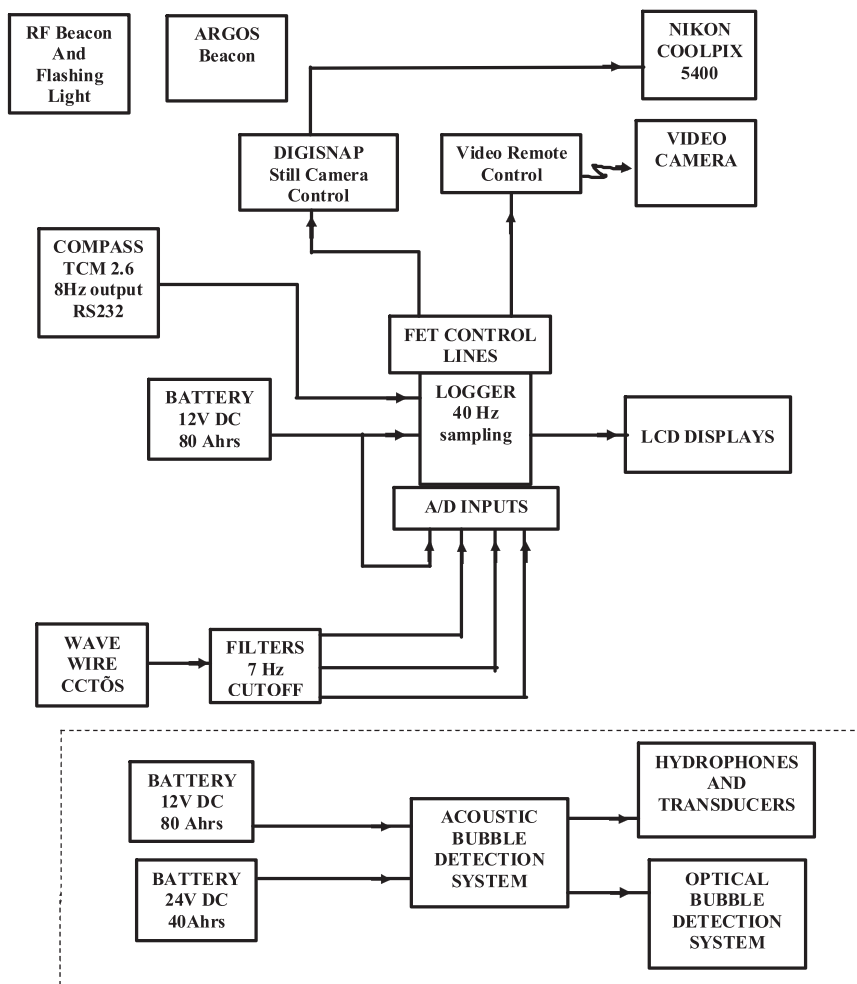 RF Beacon
And
Flashing
Light
ARGOS
Beacon
NIKON
COOLPIX
5400
DIGISNAP
Still Camera
Control
Video Remote
Control
VIDEO
CAMERA
COMPASS
TCM 2.6
8Hz output
RS232
FET CONTROL
LINES
BATTERY
12V DC
80 Ahrs
LOGGER
40 Hz
sampling
LCD DISPLAYS
A/D INPUTS
WAVE
WIRE
CCTÕS
FILTERS
7 Hz
CUTOFF
BATTERY
12V DC
80 Ahrs
ACOUSTIC
BUBBLE
DETECTION
SYSTEM
HYDROPHONES
AND
TRANSDUCERS
BATTERY
24V DC
40Ahrs
OPTICAL
BUBBLE
DETECTION
SYSTEM